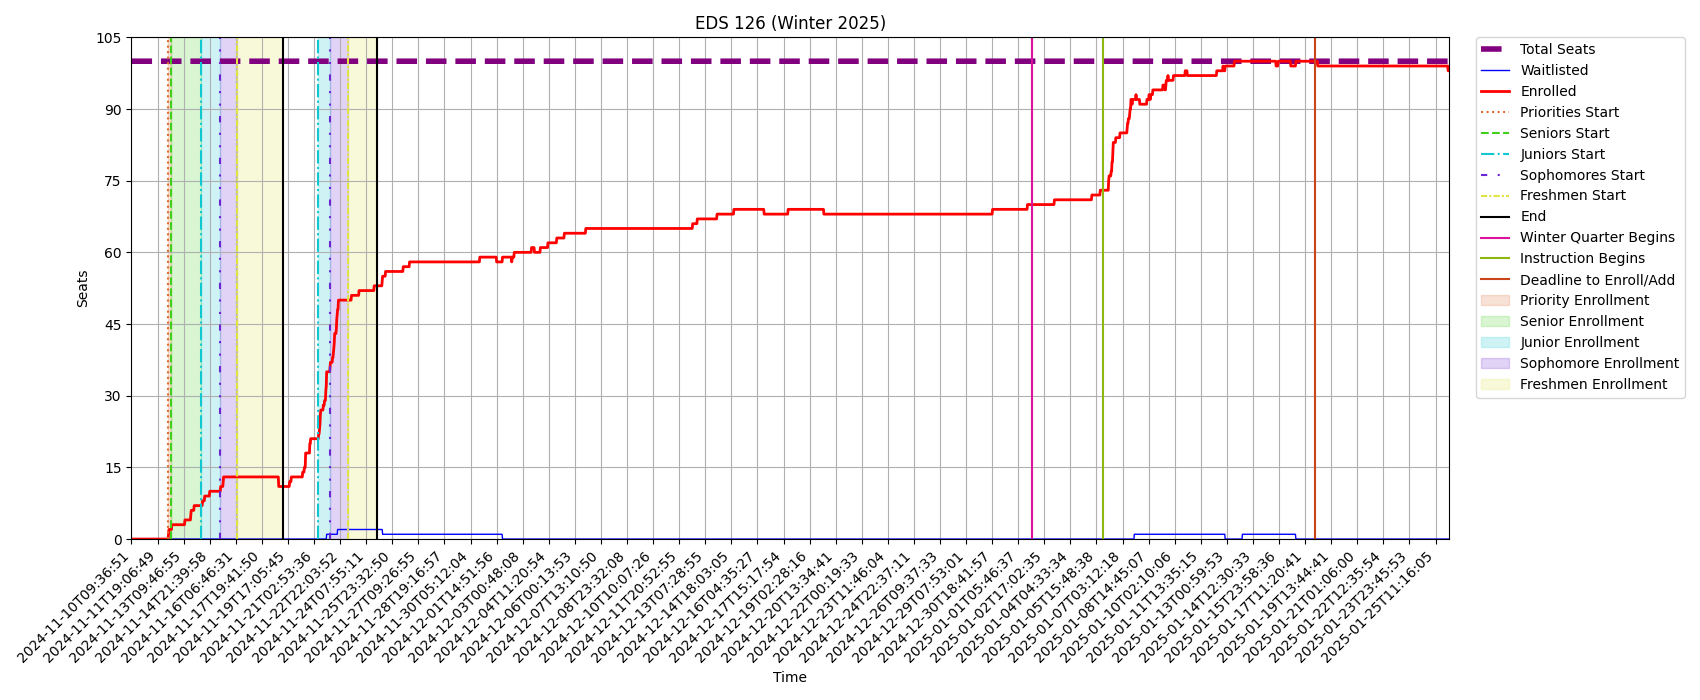 EDS 126 (Winter 2025)
Seats
105
90
75
60
45
30
15
0
2024-11-10T09:36:51
2024-11-11T19:06:49
2024-11-13T09:46:55
2024-11-14T21:39:58
2024-11-16T06:46:31
2024-11-17T19:41:50
2024-11-19T17:05:45
2024-11-21T02:53:36
2024-11-22T22:03:52
2024-11-24T07:55:11
2024-11-25T23:32:50
2024-11-27T09:26:55
2024-11-28T19:16:57
2024-11-30T05:12:04
2024-12-01T14:51:56
2024-12-03T00:48:08
2024-12-04T11:20:54
2024-12-06T00:13:53
2024-12-07T13:10:50
2024-12-08T23:32:08
2024-12-10T10:07:26
2024-12-11T20:52:55
2024-12-13T07:28:55
2024-12-14T18:03:05
2024-12-16T04:35:27
2024-12-17T15:17:54
2024-12-19T02:28:16
2024-12-20T13:34:41
2024-12-22T00:19:33
2024-12-23T11:46:04
2024-12-24T22:37:11
2024-12-26T09:37:33
2024-12-29T07:53:01
2024-12-30T18:41:57
2025-01-01T05:46:37
2025-01-02T17:02:35
2025-01-04T04:33:34
2025-01-05T15:48:38
2025-01-07T03:12:18
2025-01-08T14:45:07
2025-01-10T02:10:06
2025-01-11T13:35:15
2025-01-13T00:59:53
2025-01-14T12:30:33
2025-01-15T23:58:36
2025-01-17T11:20:41
2025-01-19T13:44:41
2025-01-21T01:06:00
2025-01-22T12:35:54
2025-01-23T23:45:53
2025-01-25T11:16:05
Time
Total Seats
Waitlisted
Enrolled
Priorities Start
Seniors Start
Juniors Start
Sophomores Start
Freshmen Start
End
Winter Quarter Begins
Instruction Begins
Deadline to Enroll/Add
Priority Enrollment
Senior Enrollment
Junior Enrollment
Sophomore Enrollment
Freshmen Enrollment